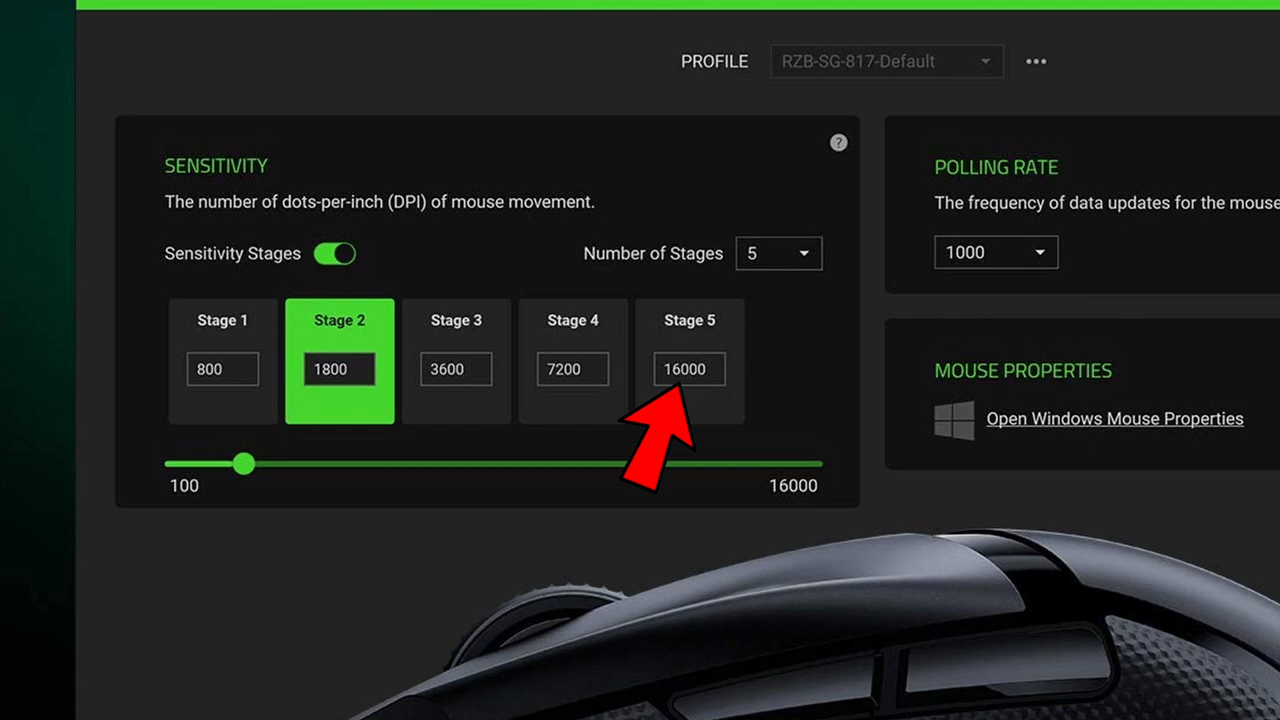 PROFILE
RZB-SG-817-Default
SENSITIVITY
?
The number of dots-per-inch (DPI) of mouse movement.
Sensitivity Stages
Number of Stages
5
Stage 1
Stage 2
Stage 3
Stage 4
Stage 5
800
1800
3600
7200
16000
100
16000
POLLING RATE
The frequency of data updates for the mouse
1000
MOUSE PROPERTIES
Open Windows Mouse Properties